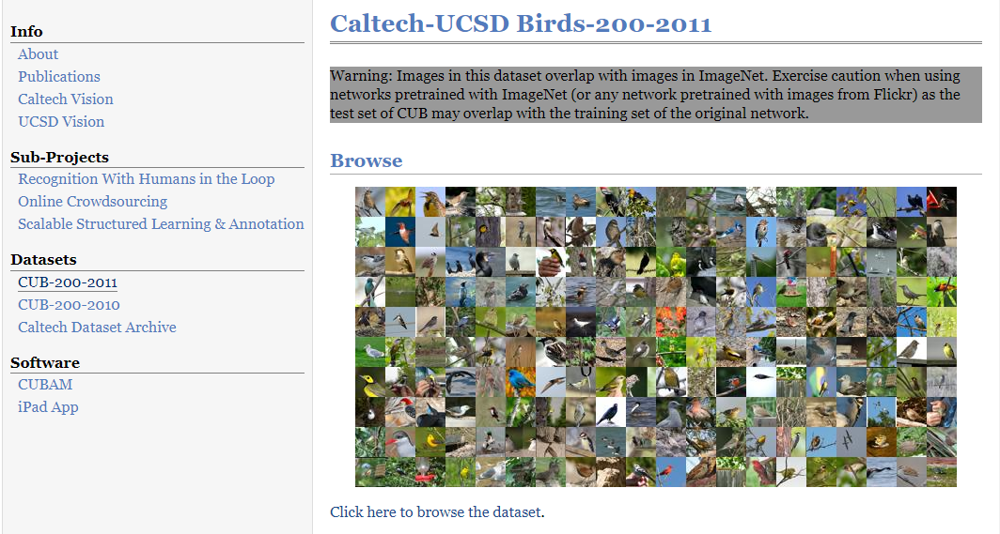 Info
About
Publications
Caltech Vision
UCSD Vision
Sub-Projects
Recognition With Humans in the Loop
Online Crowdsourcing
Scalable Structured Learning & Annotation
Datasets
CUB-200-2011
CUB-200-2010
Caltech Dataset Archive
Software
CUBAM
iPad App
Caltech-UCSD Birds-200-2011
Warning: Images in this dataset overlap with images in ImageNet. Exercise caution when using
networks pretrained with ImageNet (or any network pretrained with images from Flickr) as the
test set of CUB may overlap with the training set of the original network.
Browse
Click here to browse the dataset.